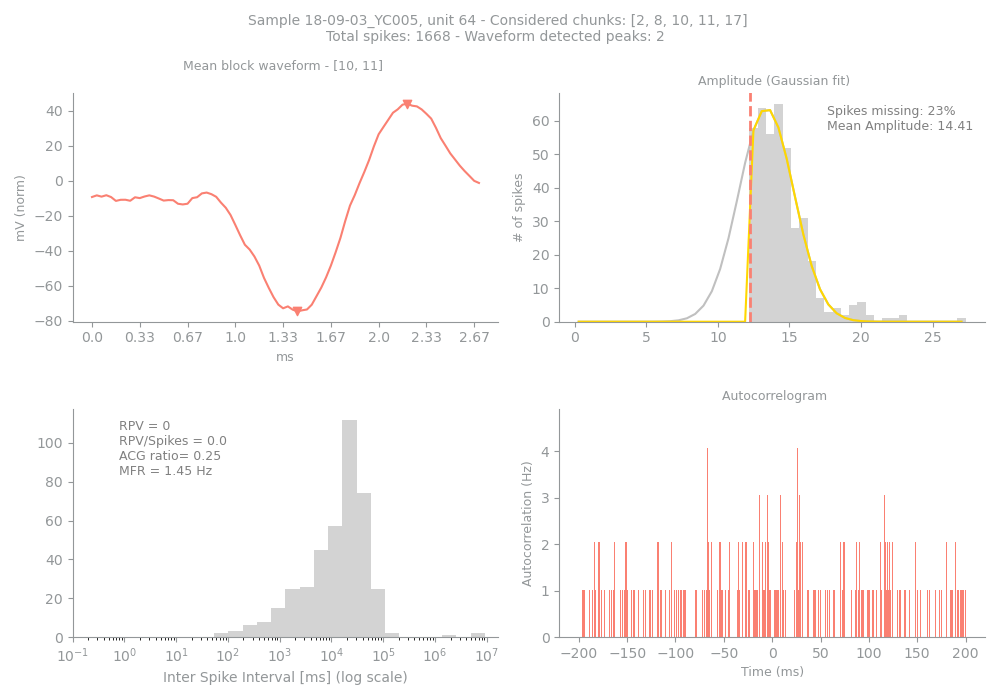 Sample 18-09-03_YC005, unit 64 - Considered chunks: [2, 8, 10, 11, 17]
Total spikes: 1668 - Waveform detected peaks: 2
Mean block waveform - [10, 11]
mV (norm)
40
20
0
−20
−40
−60
−80
0.0 0.33 0.67 1.0 1.33 1.67 2.0 2.33 2.67
ms
Amplitude (Gaussian fit)
Spikes missing: 23%
Mean Amplitude: 14.41
# of spikes
60
50
40
30
20
10
0
0 5 10 15 20 25
RPV = 0
RPV/Spikes = 0.0
ACG ratio= 0.25
MFR = 1.45 Hz
100
80
60
40
20
0
10⁻¹ 10⁰ 10¹ 10² 10³ 10⁴ 10⁵ 10⁶ 10⁷
Inter Spike Interval [ms] (log scale)
Autocorrelogram
Autocorrelation (Hz)
4
3
2
1
0
−200 −150 −100 −50 0 50 100 150 200
Time (ms)